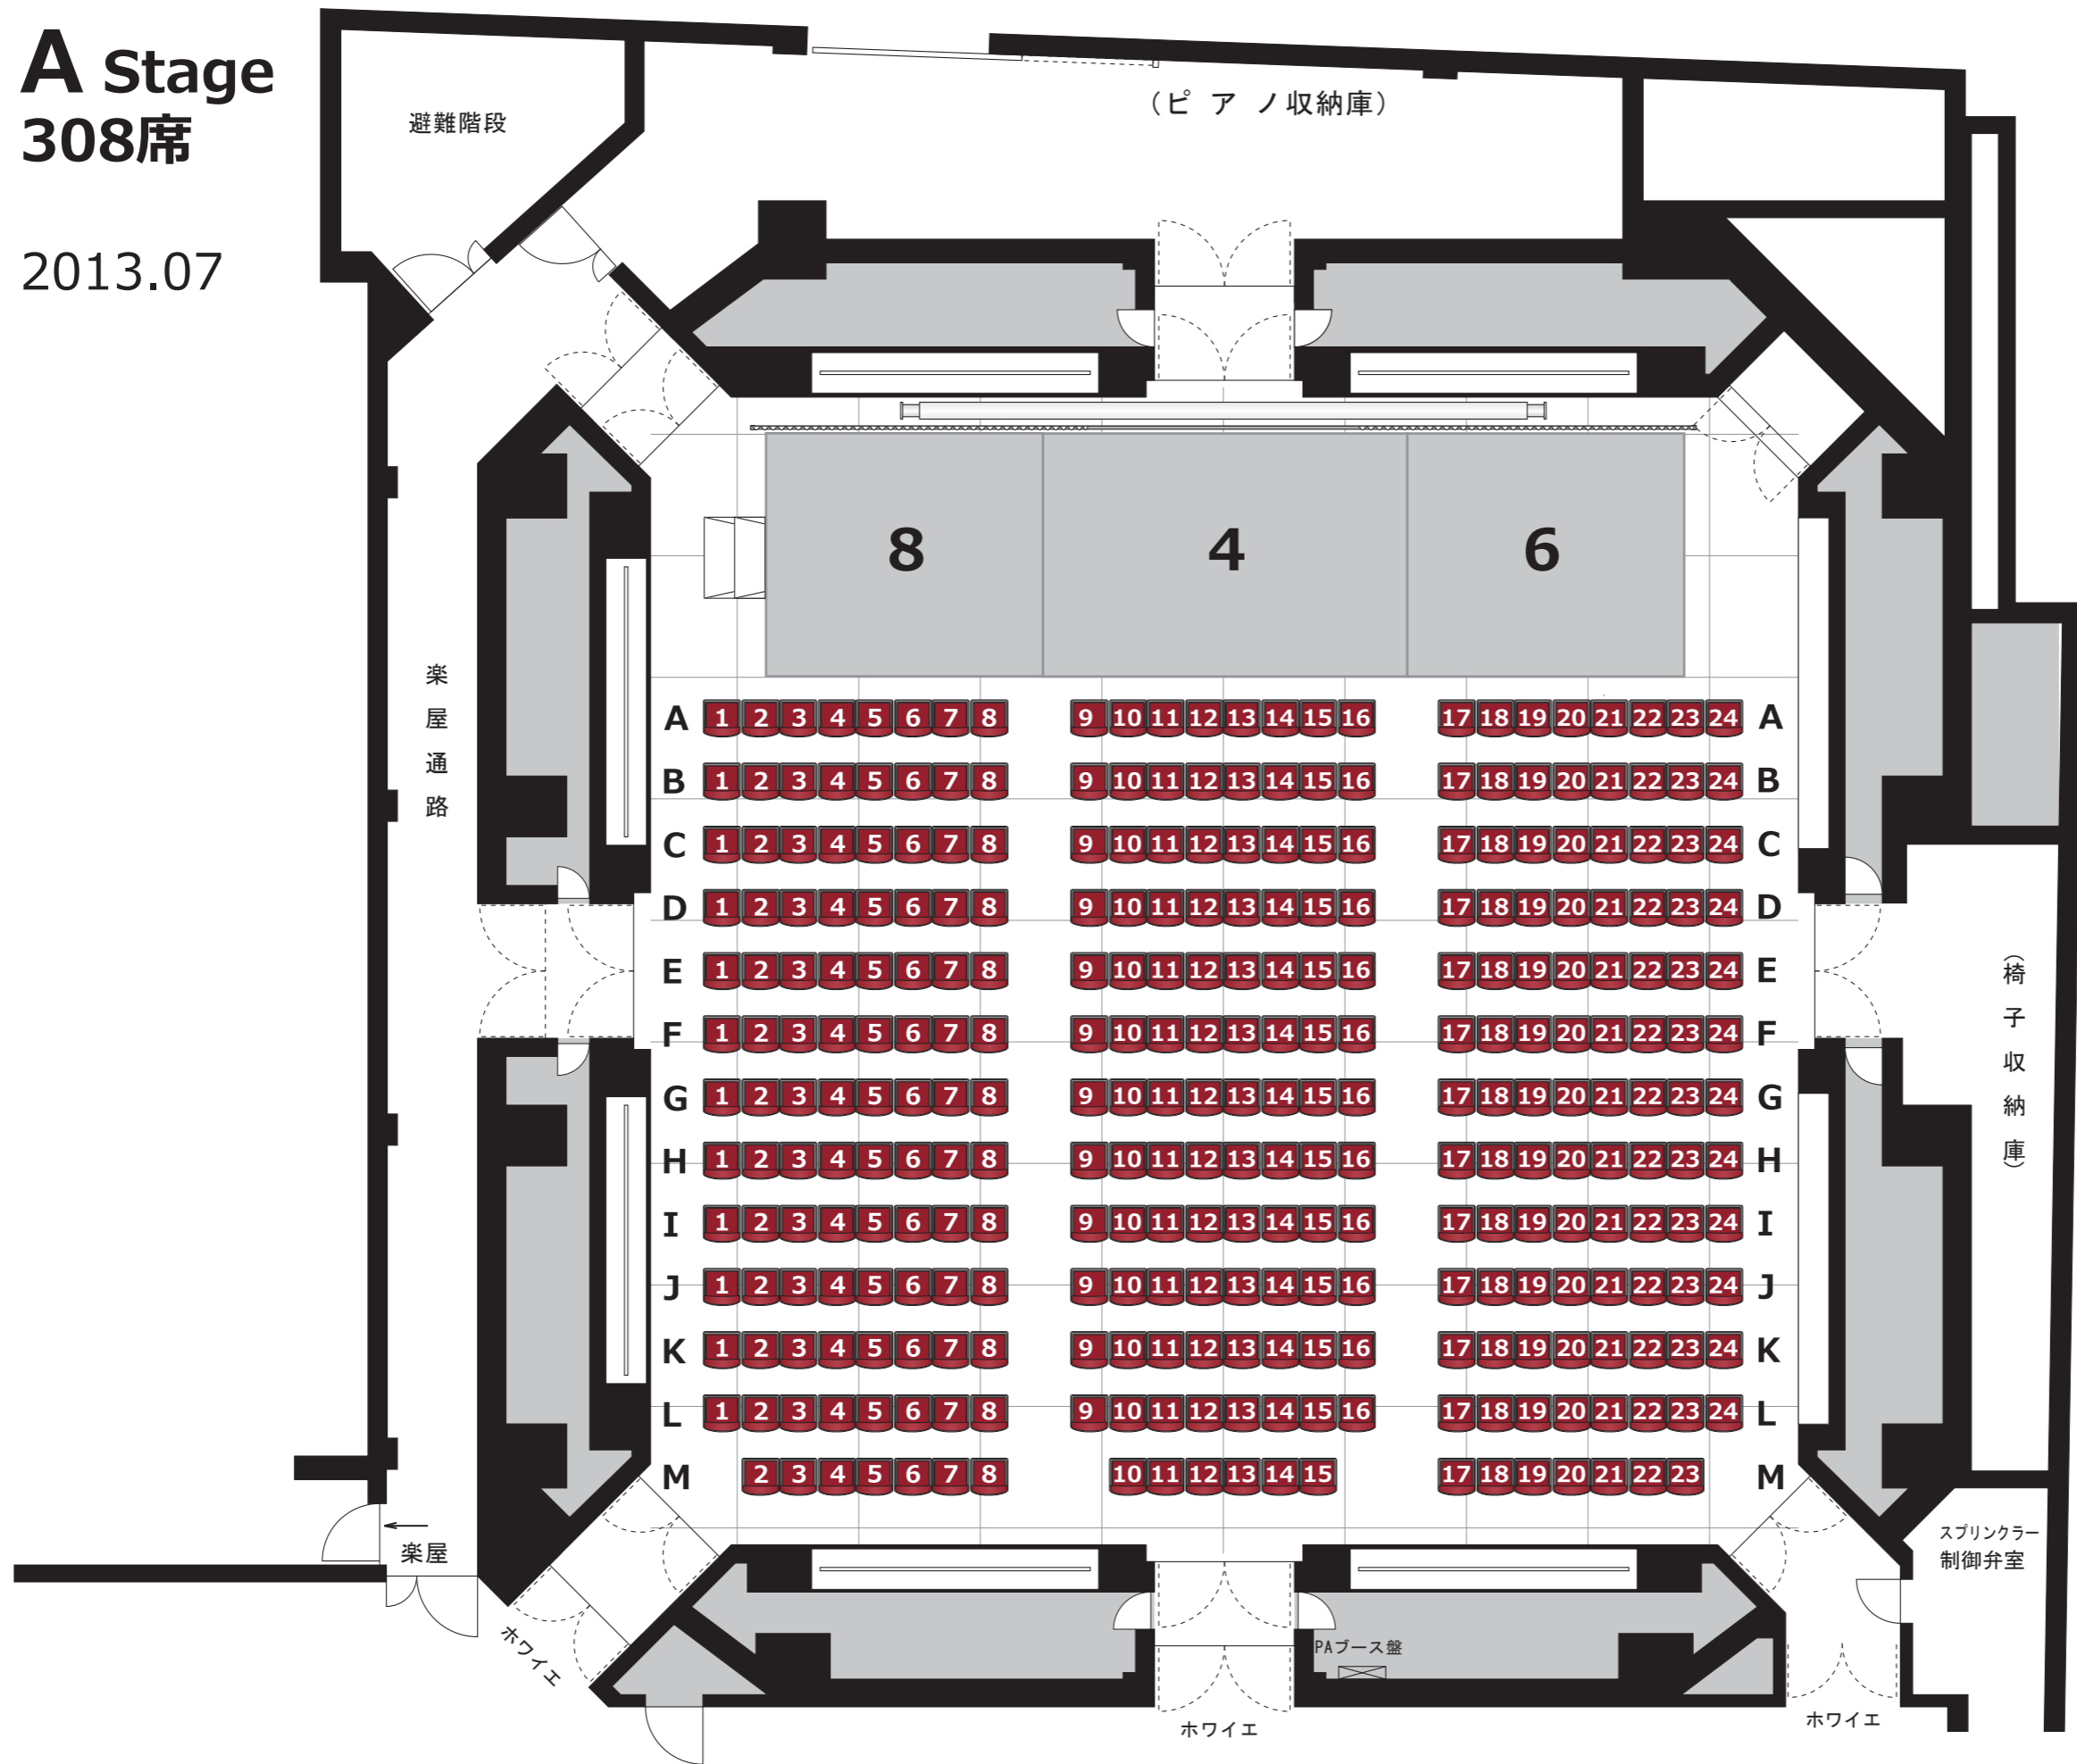 A Stage
308席
2013.07
避難階段
(ピ ア ノ収納庫)
8 4 6
楽屋通路
A 1 2 3 4 5 6 7 8 9 10 11 12 13 14 15 16 17 18 19 20 21 22 23 24 A
B 1 2 3 4 5 6 7 8 9 10 11 12 13 14 15 16 17 18 19 20 21 22 23 24 B
C 1 2 3 4 5 6 7 8 9 10 11 12 13 14 15 16 17 18 19 20 21 22 23 24 C
D 1 2 3 4 5 6 7 8 9 10 11 12 13 14 15 16 17 18 19 20 21 22 23 24 D
E 1 2 3 4 5 6 7 8 9 10 11 12 13 14 15 16 17 18 19 20 21 22 23 24 E
F 1 2 3 4 5 6 7 8 9 10 11 12 13 14 15 16 17 18 19 20 21 22 23 24 F
G 1 2 3 4 5 6 7 8 9 10 11 12 13 14 15 16 17 18 19 20 21 22 23 24 G
H 1 2 3 4 5 6 7 8 9 10 11 12 13 14 15 16 17 18 19 20 21 22 23 24 H
I 1 2 3 4 5 6 7 8 9 10 11 12 13 14 15 16 17 18 19 20 21 22 23 24 I
J 1 2 3 4 5 6 7 8 9 10 11 12 13 14 15 16 17 18 19 20 21 22 23 24 J
K 1 2 3 4 5 6 7 8 9 10 11 12 13 14 15 16 17 18 19 20 21 22 23 24 K
L 1 2 3 4 5 6 7 8 9 10 11 12 13 14 15 16 17 18 19 20 21 22 23 24 L
M 2 3 4 5 6 7 8 10 11 12 13 14 15 17 18 19 20 21 22 23 M
(椅子収納庫)
楽屋
スプリンクラー
制御弁室
ホワイエ
PAブース盤
ホワイエ
ホワイエ